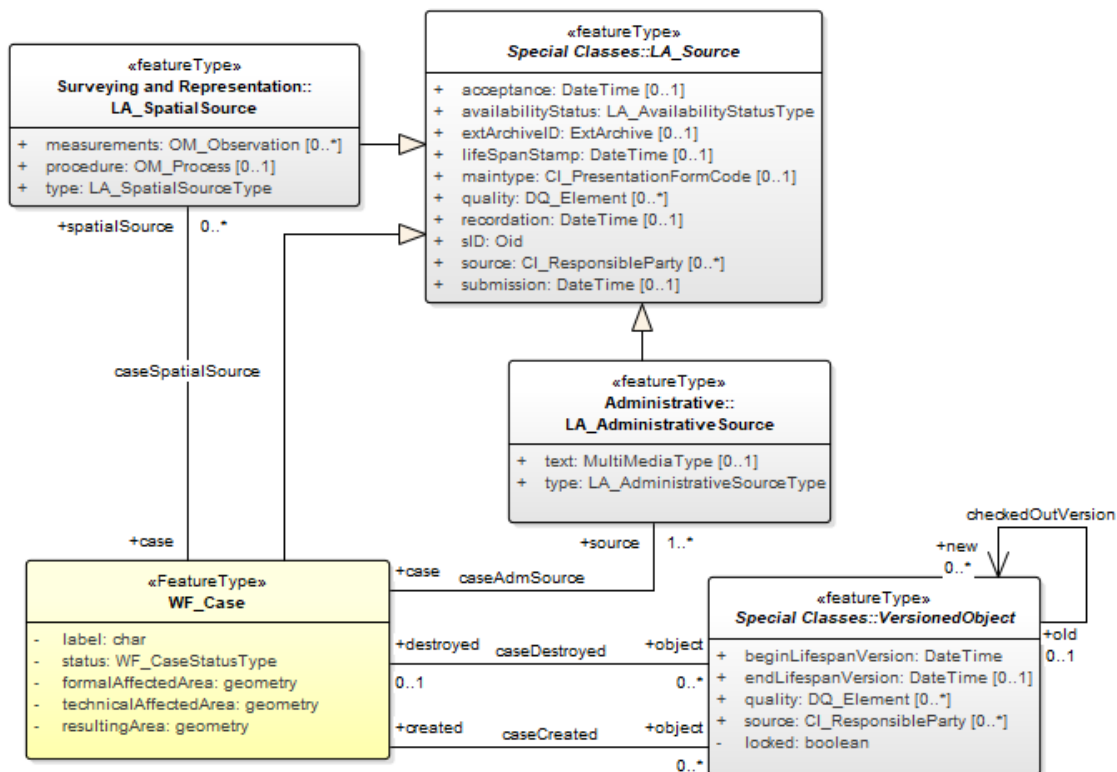 «featureType»
Special Classes::LA_Source
+ acceptance: DateTime [0..1]
+ availabilityStatus: LA_AvailabilityStatusType
+ extArchiveID: ExtArchive [0..1]
+ lifeSpanStamp: DateTime [0..1]
+ maintype: CI_PresentationFormCode [0..1]
+ quality: DQ_Element [0..*]
+ recordation: DateTime [0..1]
+ sID: Oid
+ source: CI_ResponsibleParty [0..*]
+ submission: DateTime [0..1]
«featureType»
Surveying and Representation::
LA_SpatialSource
+ measurements: OM_Observation [0..*]
+ procedure: OM_Process [0..1]
+ type: LA_SpatialSourceType
+spatialSource 0..*
caseSpatialSource
+case
«featureType»
Administrative::
LA_AdministrativeSource
+ text: MultiMediaType [0..1]
+ type: LA_AdministrativeSourceType
+source 1..*
+case caseAdmSource
«FeatureType»
WF_Case
- label: char
- status: WF_CaseStatusType
- formalAffectedArea: geometry
- technicalAffectedArea: geometry
- resultingArea: geometry
+destroyed caseDestroyed +object
0..1 0..*
+created caseCreated +object
0..*
checkedOutVersion
+new
0..*
+old
0..1
«featureType»
Special Classes::VersionedObject
+ beginLifespanVersion: DateTime
+ endLifespanVersion: DateTime [0..1]
+ quality: DQ_Element [0..*]
+ source: CI_ResponsibleParty [0..*]
- locked: boolean